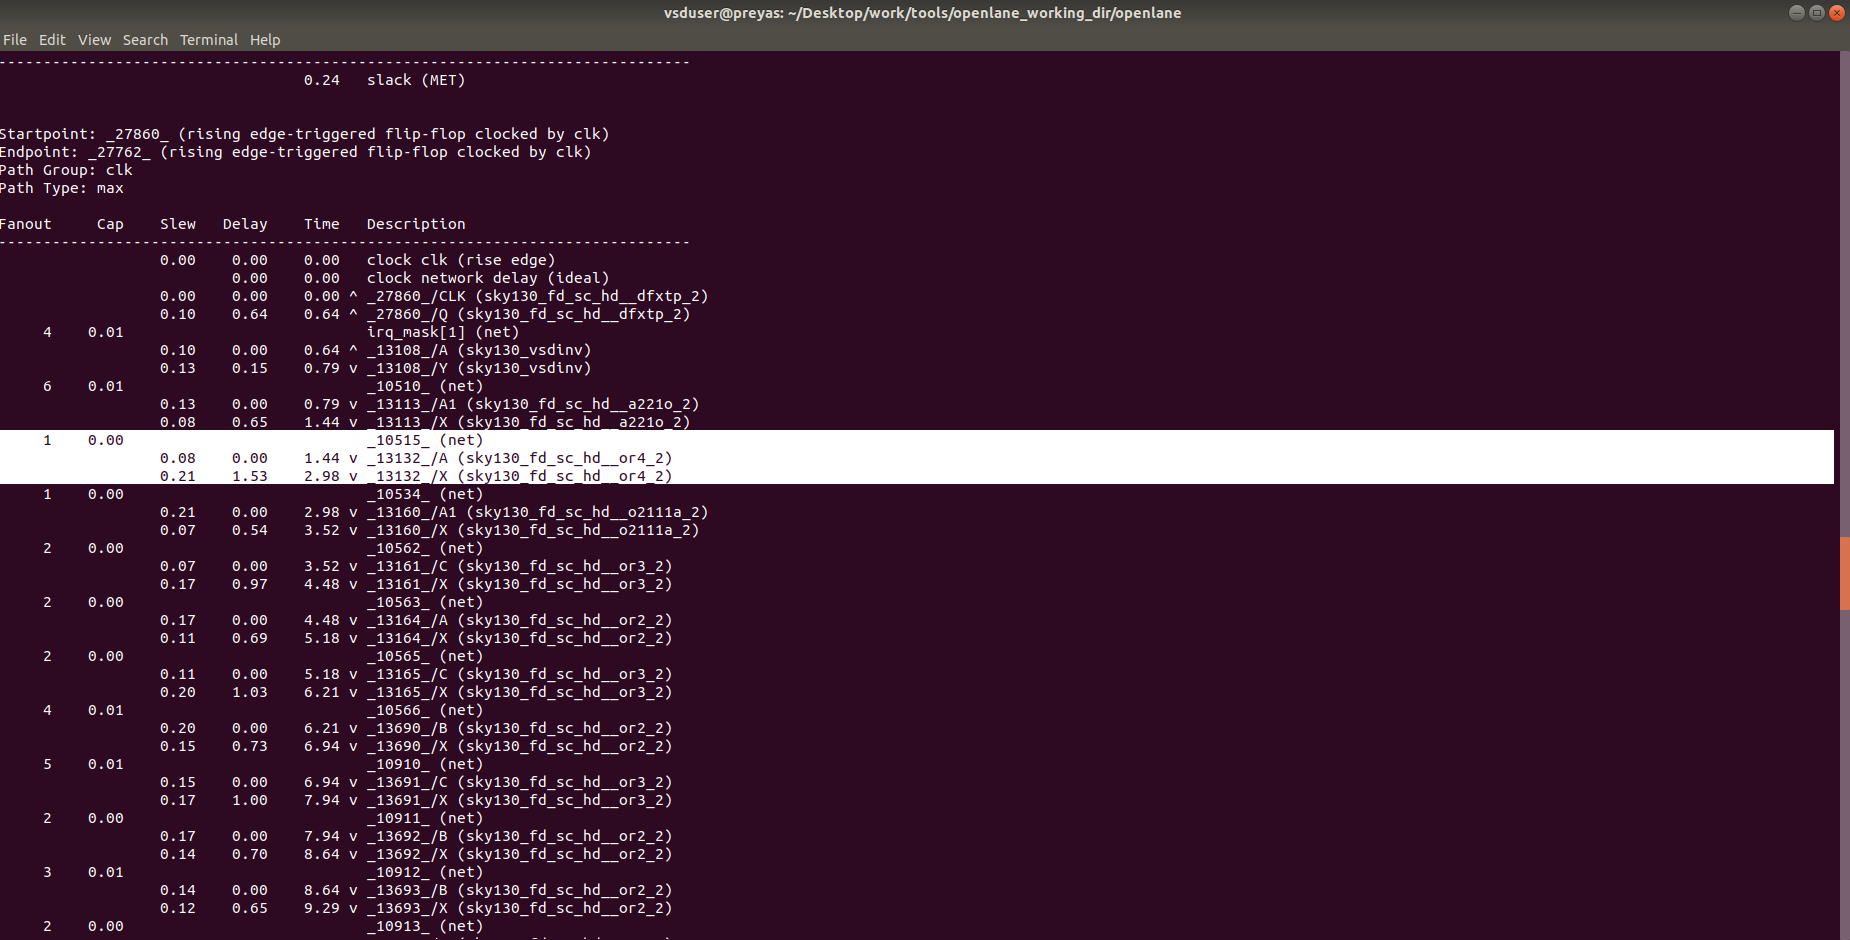 vsduser@preyas: ~/Desktop/work/tools/openlane_working_dir/openlane
File Edit View Search Terminal Help
-----------------------------------------------------------------------------
0.24 slack (MET)
Startpoint: _27860_ (rising edge-triggered flip-flop clocked by clk)
Endpoint: _27762_ (rising edge-triggered flip-flop clocked by clk)
Path Group: clk
Path Type: max
Fanout Cap Slew Delay Time Description
-----------------------------------------------------------------------------
0.00 0.00 0.00 clock clk (rise edge)
0.00 0.00 clock network delay (ideal)
0.00 0.00 0.00 ^ _27860_/CLK (sky130_fd_sc_hd__dfxtp_2)
0.10 0.64 0.64 ^ _27860_/Q (sky130_fd_sc_hd__dfxtp_2)
4 0.01 irq_mask[1] (net)
0.10 0.00 0.64 ^ _13108_/A (sky130_vsdinv)
0.13 0.15 0.79 v _13108_/Y (sky130_vsdinv)
6 0.01 _10510_ (net)
0.13 0.00 0.79 v _13113_/A1 (sky130_fd_sc_hd__a221o_2)
0.08 0.65 1.44 v _13113_/X (sky130_fd_sc_hd__a221o_2)
1 0.00 _10515_ (net)
0.08 0.00 1.44 v _13132_/A (sky130_fd_sc_hd__or4_2)
0.21 1.53 2.98 v _13132_/X (sky130_fd_sc_hd__or4_2)
1 0.00 _10534_ (net)
0.21 0.00 2.98 v _13160_/A1 (sky130_fd_sc_hd__o2111a_2)
0.07 0.54 3.52 v _13160_/X (sky130_fd_sc_hd__o2111a_2)
2 0.00 _10562_ (net)
0.07 0.00 3.52 v _13161_/C (sky130_fd_sc_hd__or3_2)
0.17 0.97 4.48 v _13161_/X (sky130_fd_sc_hd__or3_2)
2 0.00 _10563_ (net)
0.17 0.00 4.48 v _13164_/A (sky130_fd_sc_hd__or2_2)
0.11 0.69 5.18 v _13164_/X (sky130_fd_sc_hd__or2_2)
2 0.00 _10565_ (net)
0.11 0.00 5.18 v _13165_/C (sky130_fd_sc_hd__or3_2)
0.20 1.03 6.21 v _13165_/X (sky130_fd_sc_hd__or3_2)
4 0.01 _10566_ (net)
0.20 0.00 6.21 v _13690_/B (sky130_fd_sc_hd__or2_2)
0.15 0.73 6.94 v _13690_/X (sky130_fd_sc_hd__or2_2)
5 0.01 _10910_ (net)
0.15 0.00 6.94 v _13691_/C (sky130_fd_sc_hd__or3_2)
0.17 1.00 7.94 v _13691_/X (sky130_fd_sc_hd__or3_2)
2 0.00 _10911_ (net)
0.17 0.00 7.94 v _13692_/B (sky130_fd_sc_hd__or2_2)
0.14 0.70 8.64 v _13692_/X (sky130_fd_sc_hd__or2_2)
3 0.01 _10912_ (net)
0.14 0.00 8.64 v _13693_/B (sky130_fd_sc_hd__or2_2)
0.12 0.65 9.29 v _13693_/X (sky130_fd_sc_hd__or2_2)
2 0.00 _10913_ (net)